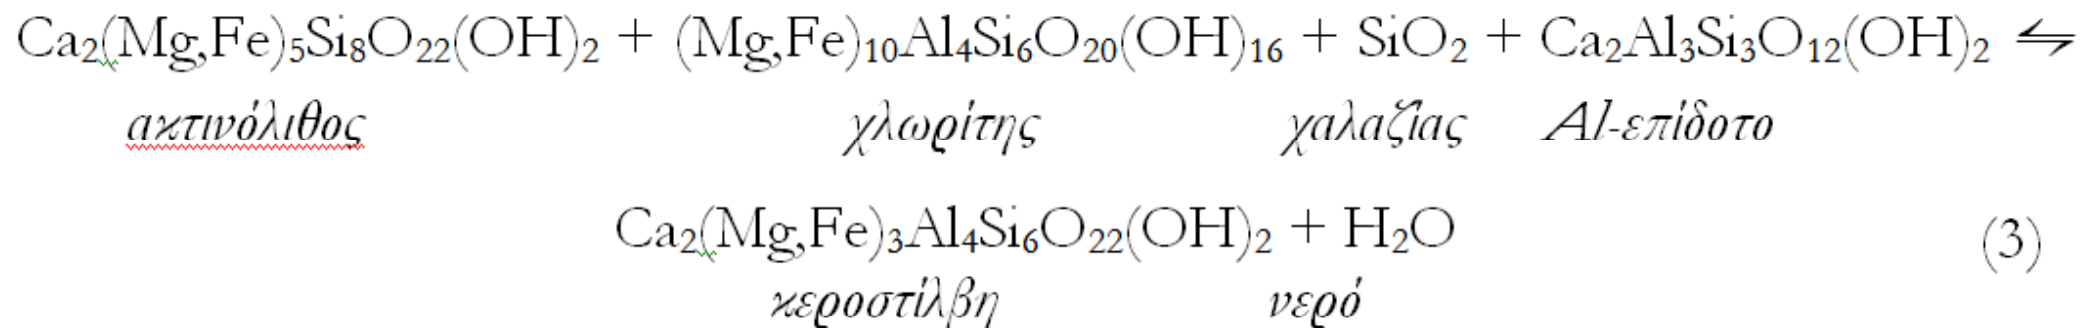 Ca₂(Mg,Fe)₅Si₈O₂₂(OH)₂ + (Mg,Fe)₁₀Al₄Si₆O₂₀(OH)₁₆ + SiO₂ + Ca₂Al₃Si₃O₁₂(OH)₂ ⇋
ακτινόλιθος χλωρίτης χαλαζίας Al-επίδοτο
Ca₂(Mg,Fe)₃Al₄Si₆O₂₂(OH)₂ + H₂O (3)
κεροστίλβη νερό